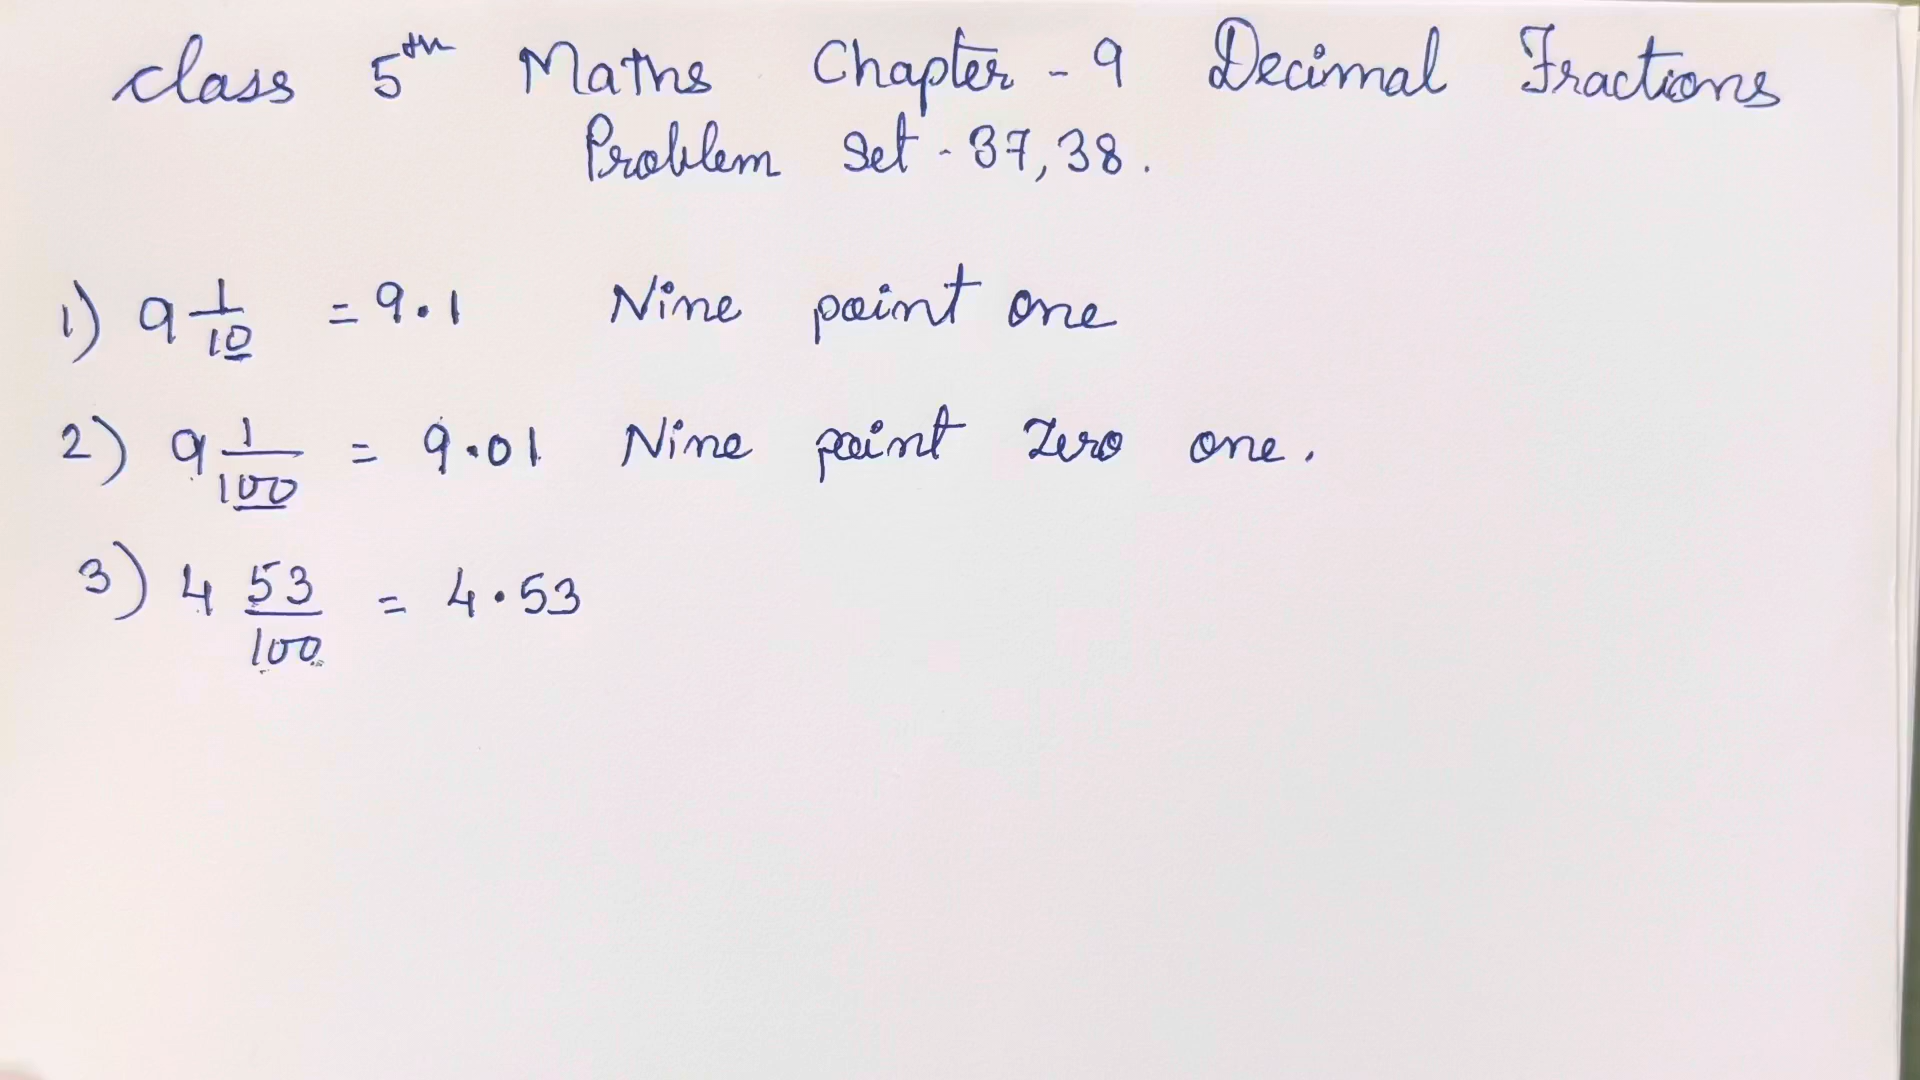 Class 5th Maths Chapter - 9 Decimal Fractions
Problem Set - 37, 38.
1) 9 1/10 = 9.1 Nine point one
2) 9 1/100 = 9.01 Nine point Zero one.
3) 4 53/100 = 4.53